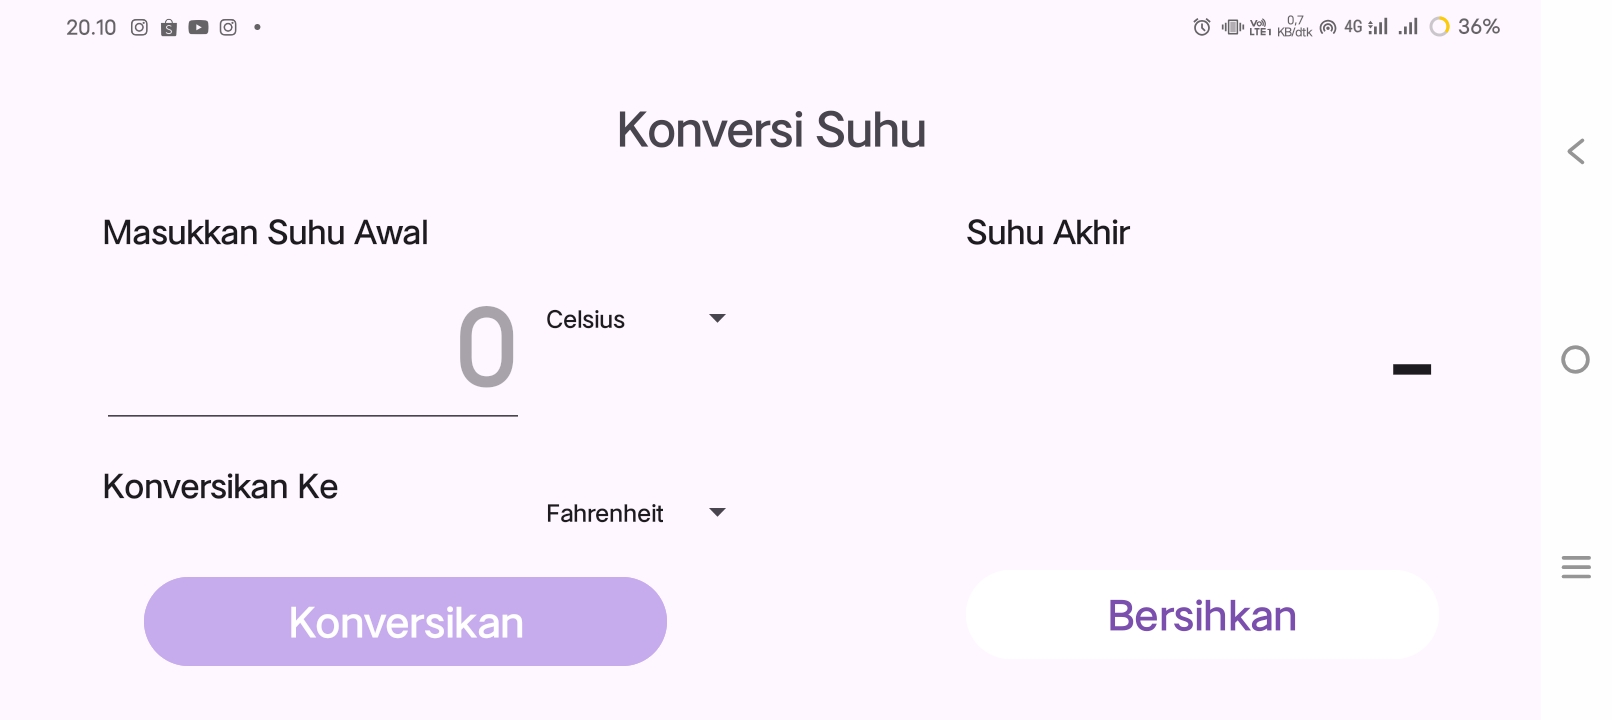 20.10
Vo)) LTE1 0,7 KB/dtk 4G 36%
Konversi Suhu
Masukkan Suhu Awal
Suhu Akhir
0
Celsius
-
Konversikan Ke
Fahrenheit
Konversikan
Bersihkan